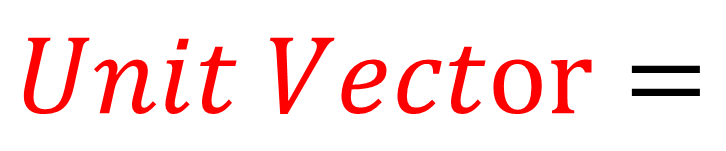 Unit Vector =